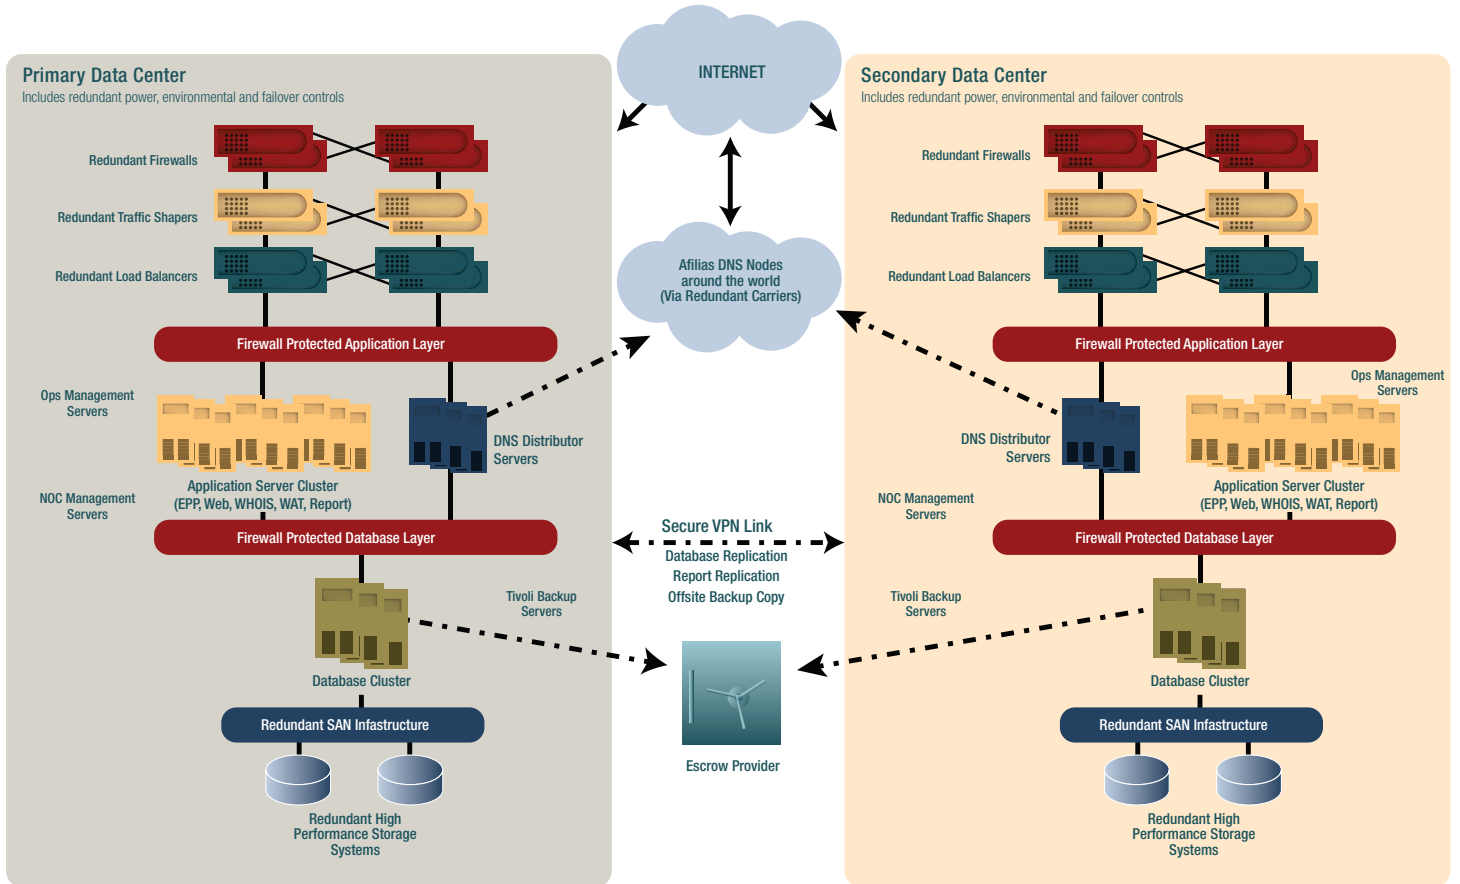 Primary Data Center
Includes redundant power, environmental and failover controls
Redundant Firewalls
Redundant Traffic Shapers
Redundant Load Balancers
Firewall Protected Application Layer
Ops Management
Servers
DNS Distributor
Servers
Application Server Cluster
(EPP, Web, WHOIS, WAT, Report)
NOC Management
Servers
Firewall Protected Database Layer
Tivoli Backup
Servers
Database Cluster
Redundant SAN Infastructure
Redundant High
Performance Storage
Systems
INTERNET
Afilias DNS Nodes
around the world
(Via Redundant Carriers)
Secure VPN Link
Database Replication
Report Replication
Offsite Backup Copy
Escrow Provider
Secondary Data Center
Includes redundant power, environmental and failover controls
Redundant Firewalls
Redundant Traffic Shapers
Redundant Load Balancers
Firewall Protected Application Layer
Ops Management
Servers
DNS Distributor
Servers
Application Server Cluster
(EPP, Web, WHOIS, WAT, Report)
NOC Management
Servers
Firewall Protected Database Layer
Tivoli Backup
Servers
Database Cluster
Redundant SAN Infastructure
Redundant High
Performance Storage
Systems